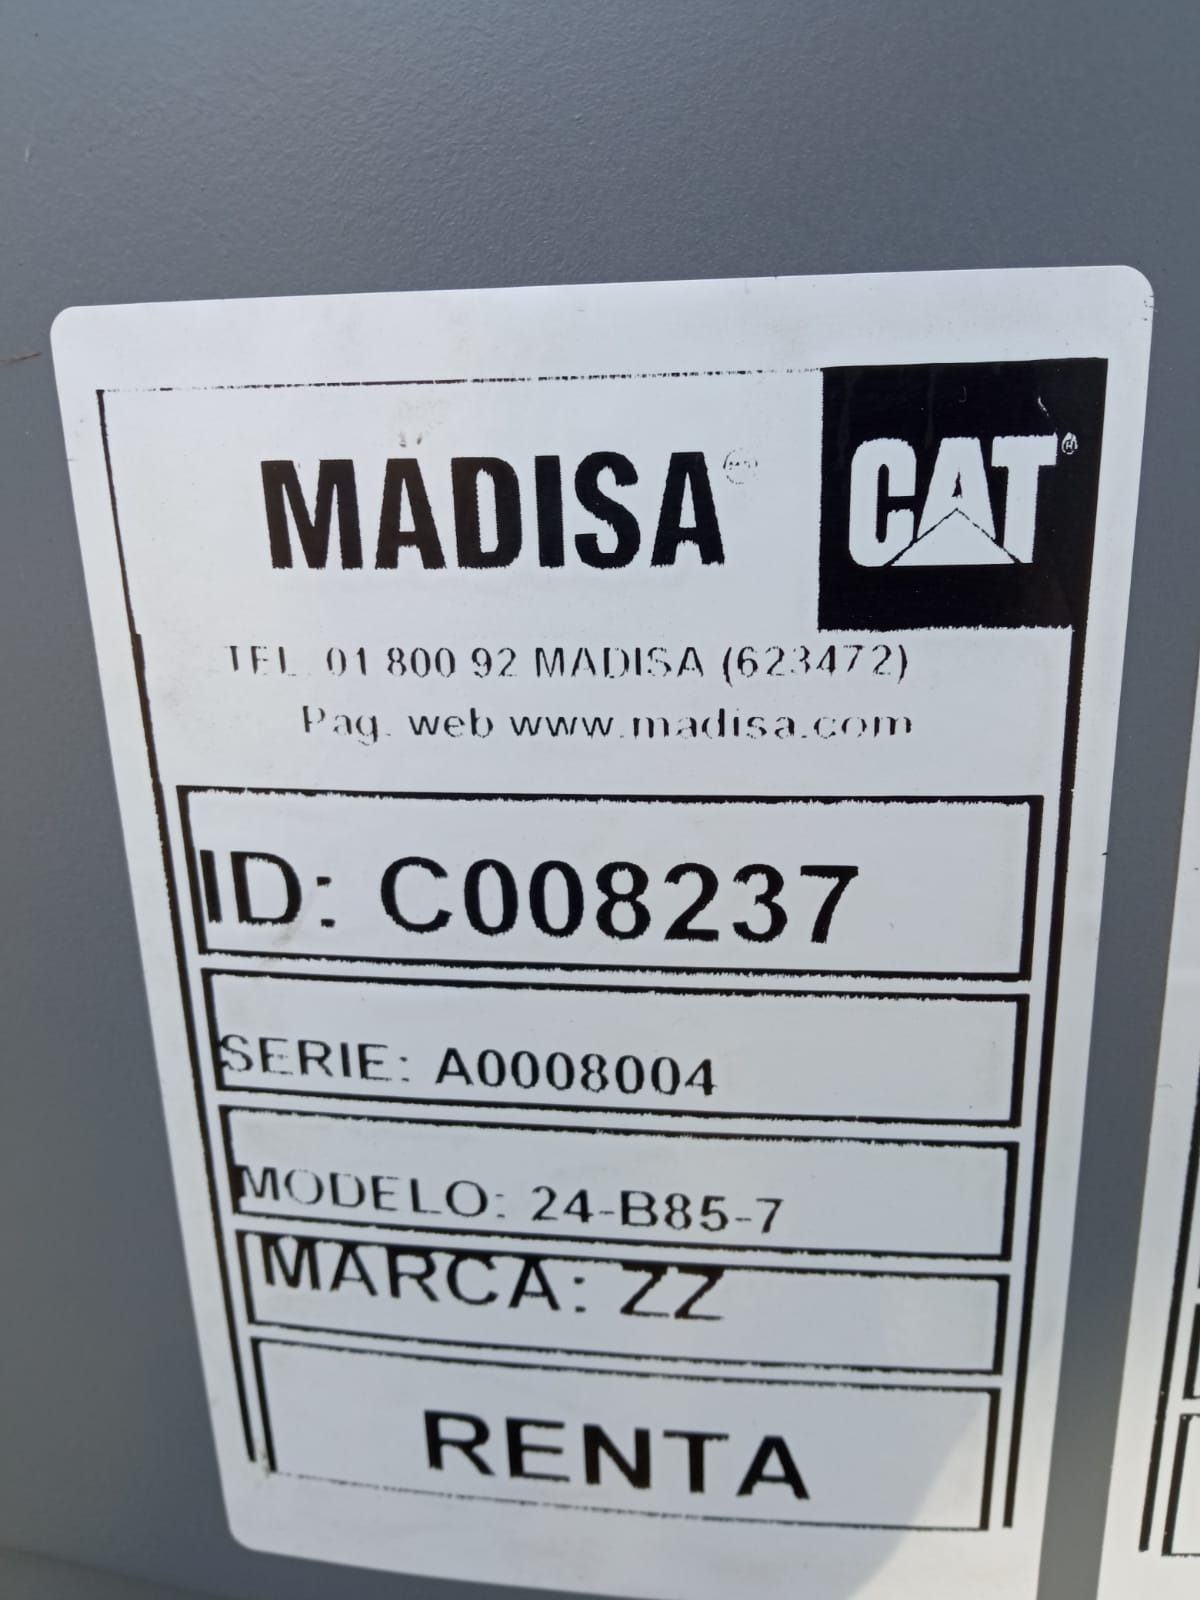 MADISA CAT
TEL. 01 800 92 MADISA (623472)
Pag. web www.madisa.com
ID: C008237
SERIE: A0008004
MODELO: 24-B85-7
MARCA: ZZ
RENTA